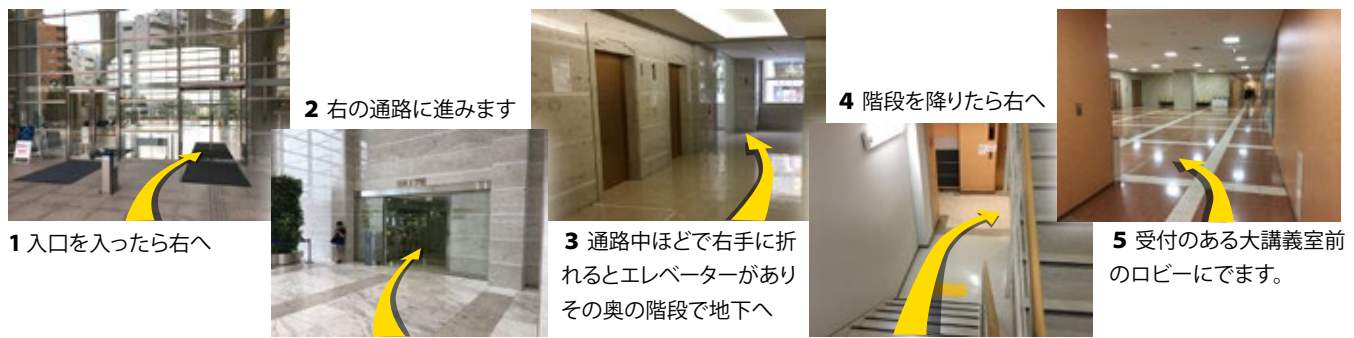 1 入口を入ったら右へ
2 右の通路に進みます
3 通路中ほどで右手に折
れるとエレベーターがあり
その奥の階段で地下へ
4 階段を降りたら右へ
5 受付のある大講義室前
のロビーにでます。